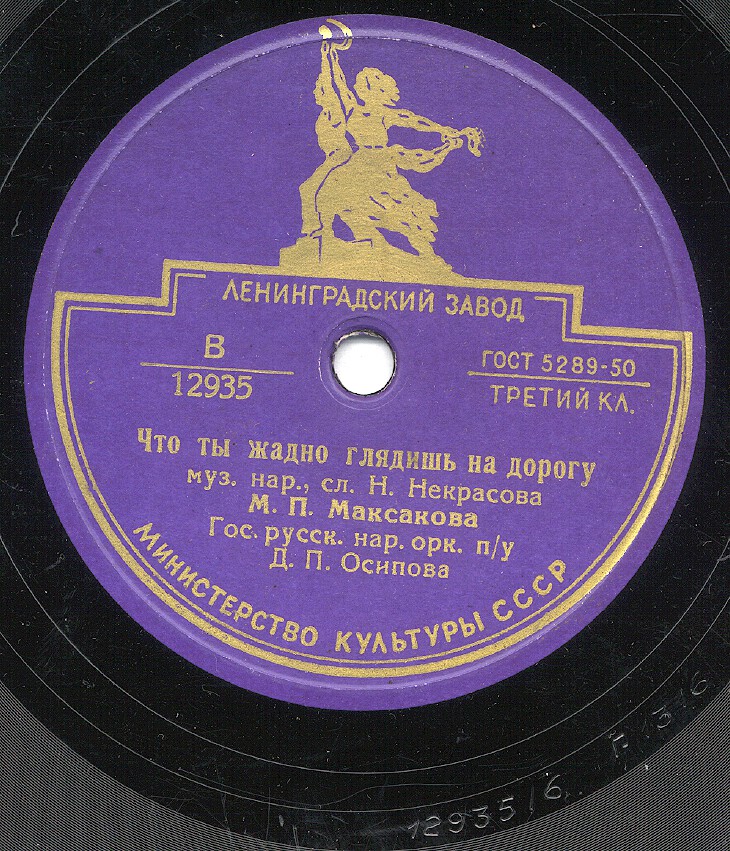 ЛЕНИНГРАДСКИЙ ЗАВОД
В
12935
ГОСТ 5289-50
ТРЕТИЙ КЛ.
Что ты жадно глядишь на дорогу
муз. нар., сл. Н. Некрасова
М. П. Максакова
Гос. русск. нар. орк. п/у
Д. П. Осипова
МИНИСТЕРСТВО КУЛЬТУРЫ СССР
12935/6